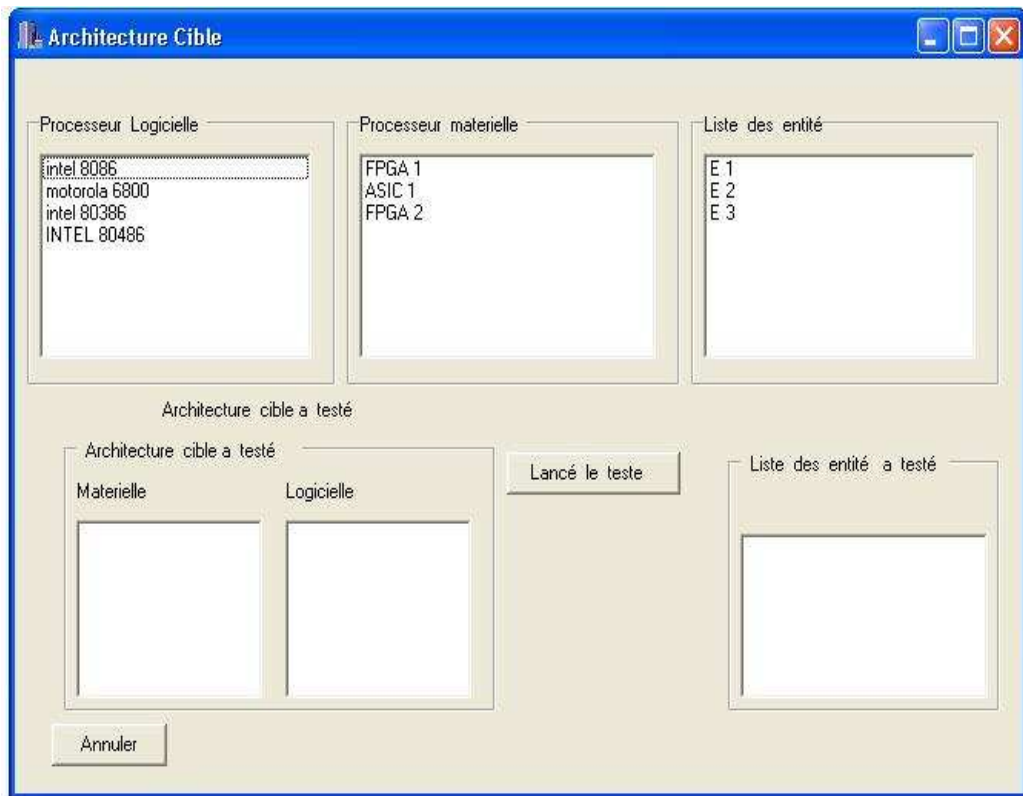 Architecture Cible
Processeur Logicielle
Processeur materielle
Liste des entité
intel 8086
motorola 6800
intel 80386
INTEL 80486
FPGA 1
ASIC 1
FPGA 2
E 1
E 2
E 3
Architecture cible a testé
Architecture cible a testé
Materielle
Logicielle
Lancé le teste
Liste des entité a testé
Annuler